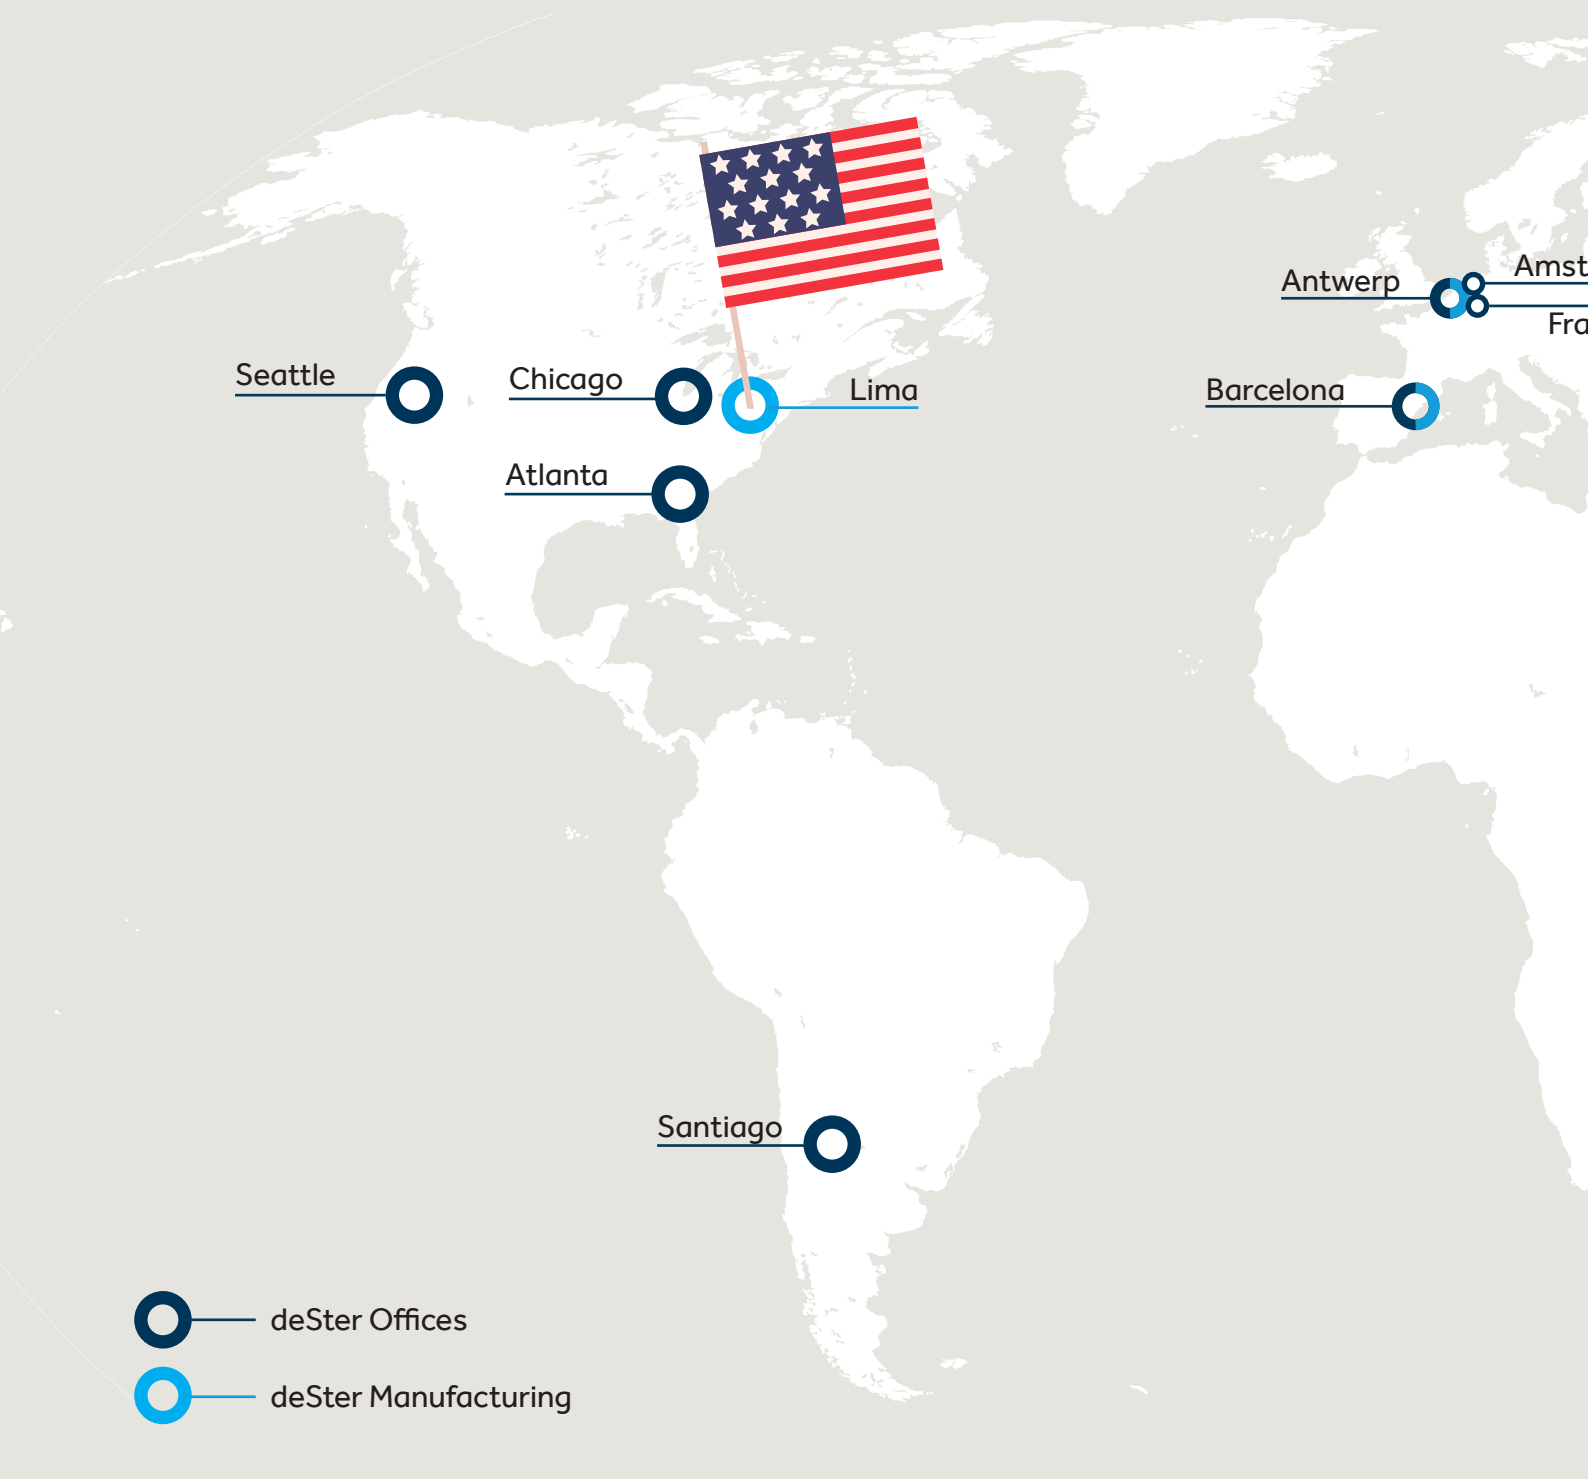 Amst
Antwerp
Fra
Seattle
Chicago
Lima
Barcelona
Atlanta
Santiago
deSter Offices
deSter Manufacturing